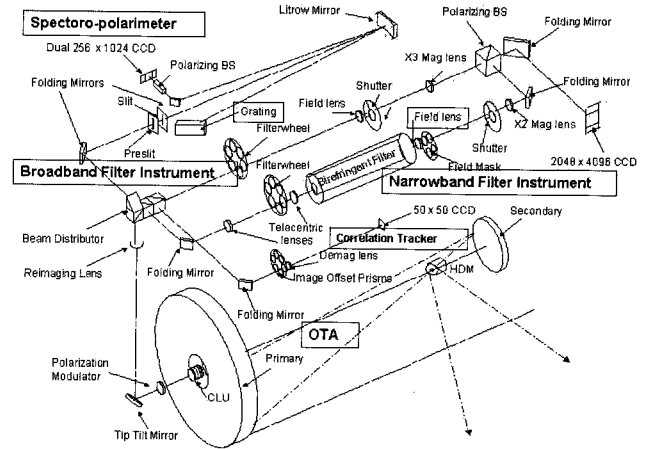 Spectoro-polarimeter
Dual 256 x 1024 CCD
Polarizing BS
Folding Mirrors
Slit
Preslit
Grating
Litrow Mirror
Polarizing BS
Folding Mirror
X3 Mag lens
Folding Mirror
Shutter
Field lens
Field lens
Filterwheel
Filterwheel
Birefringent Filter
Shutter
X2 Mag lens
2048 x 4096 CCD
Field Mask
Broadband Filter Instrument
Narrowband Filter Instrument
50 x 50 CCD
Secondary
Beam Distributor
Telecentric
lenses
Correlation Tracker
Reimaging Lens
Folding Mirror
Demag lens
Image Offset Prisms
HDM
Folding Mirror
OTA
Polarization
Modulator
Primary
CLU
Tip Tilt Mirror